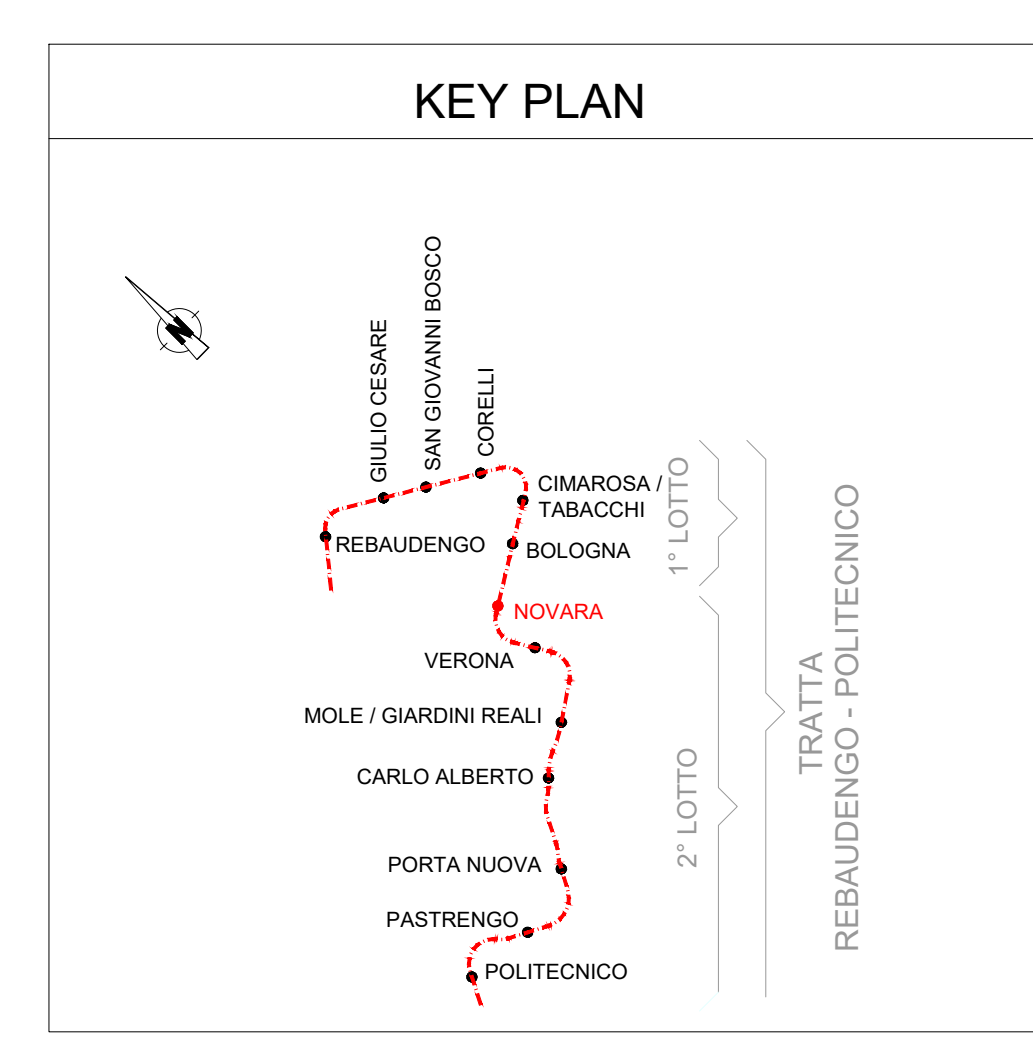 KEY PLAN
N
GIULIO CESARE
SAN GIOVANNI BOSCO
CORELLI
CIMAROSA /
TABACCHI
REBAUDENGO
BOLOGNA
NOVARA
VERONA
MOLE / GIARDINI REALI
CARLO ALBERTO
PORTA NUOVA
PASTRENGO
POLITECNICO
1° LOTTO
2° LOTTO
TRATTA
REBAUDENGO - POLITECNICO